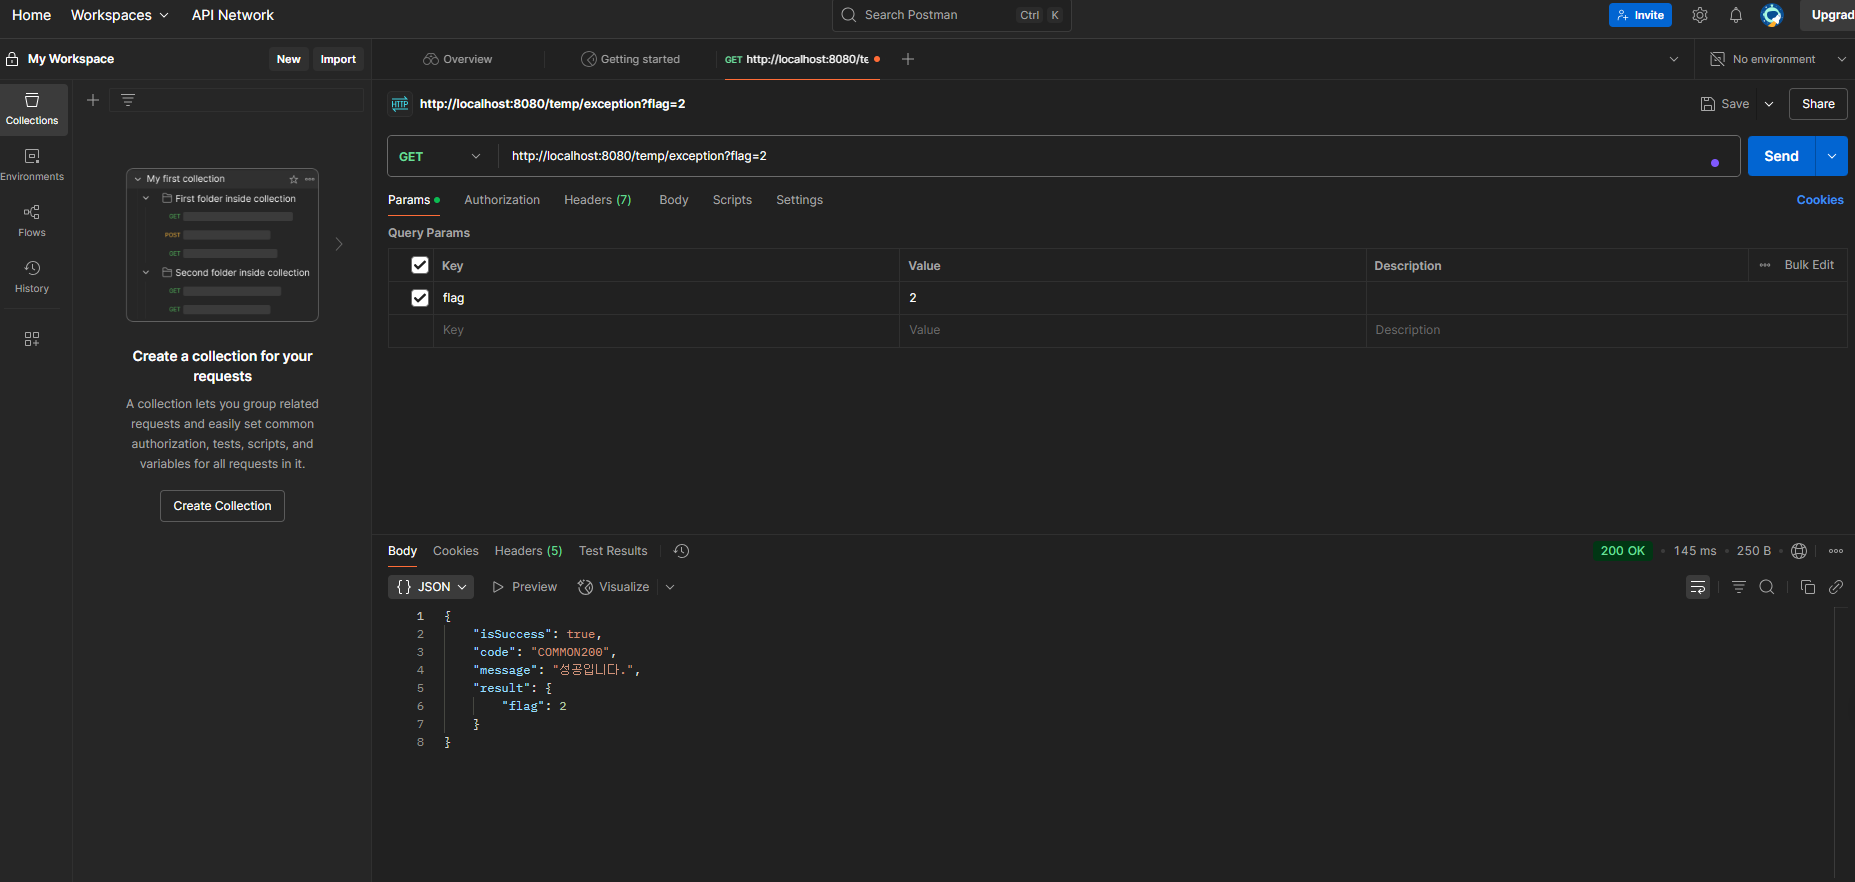 Home Workspaces API Network Search Postman Ctrl K Invite Upgrad
My Workspace New Import Overview Getting started GET http://localhost:8080/te No environment
HTTP http://localhost:8080/temp/exception?flag=2 Save Share
Collections
Environments
Flows
History
My first collection
First folder inside collection
GET
POST
GET
Second folder inside collection
GET
GET
Create a collection for your
requests
A collection lets you group related
requests and easily set common
authorization, tests, scripts, and
variables for all requests in it.
Create Collection
GET http://localhost:8080/temp/exception?flag=2 Send
Params Authorization Headers (7) Body Scripts Settings Cookies
Query Params
Key Value Description Bulk Edit
flag 2
Key Value Description
Body Cookies Headers (5) Test Results 200 OK 145 ms 250 B
{} JSON Preview Visualize
1 {
2 "isSuccess": true,
3 "code": "COMMON200",
4 "message": "성공입니다.",
5 "result": {
6 "flag": 2
7 }
8 }